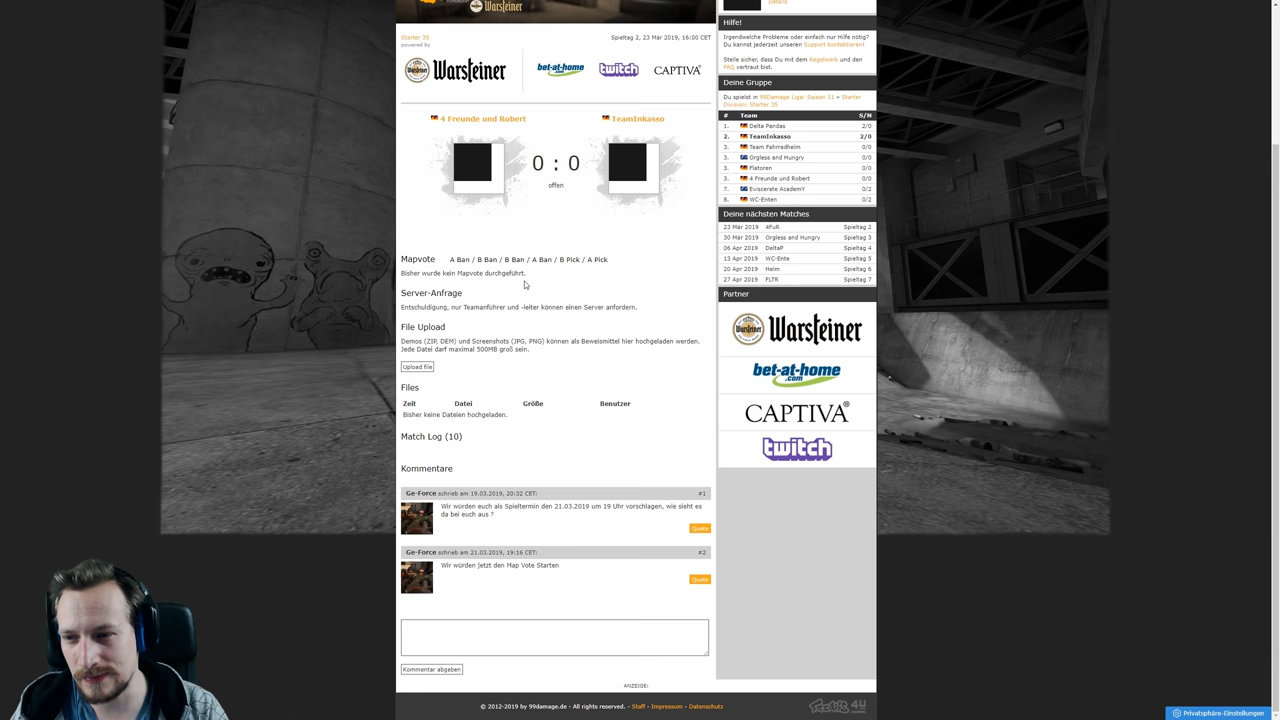 Warsteiner
Details
Starter 35
Spieltag 2, 23 Mär 2019, 16:00 CET
powered by
Warsteiner
bet-at-home
.com
twitch
CAPTIVA®
4 Freunde und Robert
TeamInkasso
0 : 0
offen
Mapvote A Ban / B Ban / B Ban / A Ban / B Pick / A Pick
Bisher wurde kein Mapvote durchgeführt.
Server-Anfrage
Entschuldigung, nur Teamanführer und -leiter können einen Server anfordern.
File Upload
Demos (ZIP, DEM) und Screenshots (JPG, PNG) können als Beweismittel hier hochgeladen werden.
Jede Datei darf maximal 500MB groß sein.
Upload file
Files
Zeit Datei Größe Benutzer
Bisher keine Dateien hochgeladen.
Match Log (10)
Kommentare
Ge-Force schrieb am 19.03.2019, 20:32 CET: #1
Wir würden euch als Spieltermin den 21.03.2019 um 19 Uhr vorschlagen, wie sieht es
da bei euch aus ?
Quote
Ge-Force schrieb am 21.03.2019, 19:16 CET: #2
Wir würden jetzt den Map Vote Starten
Quote
Kommentar abgeben
Hilfe!
Irgendwelche Probleme oder einfach nur Hilfe nötig?
Du kannst jederzeit unseren Support kontaktieren!
Stelle sicher, dass Du mit dem Regelwerk und den
FAQ vertraut bist.
Deine Gruppe
Du spielst in 99Damage Liga: Saison 11 » Starter
Division: Starter 35
# Team S/N
1. Delta Pandas 2/0
2. TeamInkasso 2/0
3. Team Fahrradhelm 0/0
3. Orgless and Hungry 0/0
3. Flatoren 0/0
3. 4 Freunde und Robert 0/0
7. Eviscerate AcademY 0/2
8. WC-Enten 0/2
Deine nächsten Matches
23 Mär 2019 4FuR Spieltag 2
30 Mär 2019 Orgless and Hungry Spieltag 3
06 Apr 2019 DeltaP Spieltag 4
13 Apr 2019 WC-Ente Spieltag 5
20 Apr 2019 Helm Spieltag 6
27 Apr 2019 FLTR Spieltag 7
Partner
Warsteiner
bet-at-home
.com
CAPTIVA®
twitch
ANZEIGE:
© 2012-2019 by 99damage.de - All rights reserved. - Staff - Impressum - Datenschutz
Privatsphäre-Einstellungen